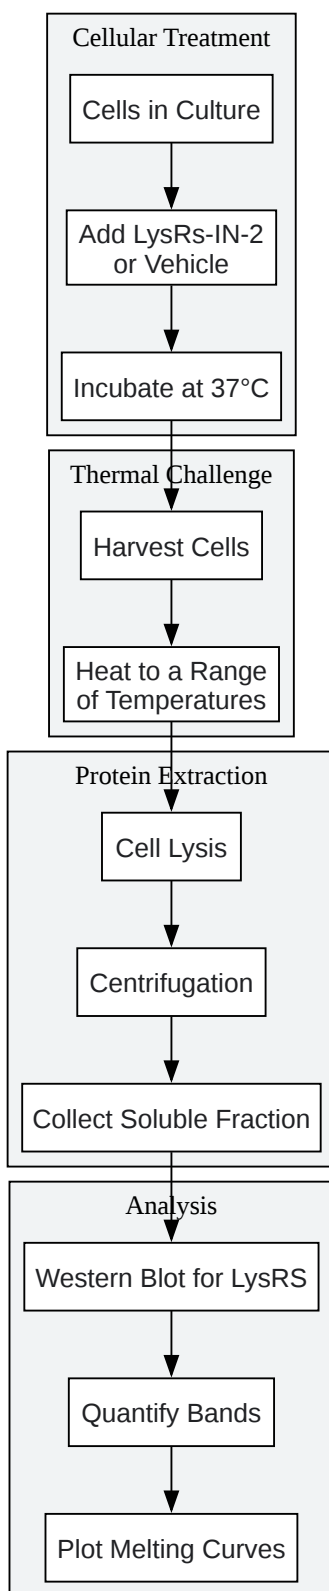 Cellular Treatment
Cells in Culture
Add LysRs-IN-2
or Vehicle
Incubate at 37°C
Thermal Challenge
Harvest Cells
Heat to a Range
of Temperatures
Protein Extraction
Cell Lysis
Centrifugation
Collect Soluble Fraction
Analysis
Western Blot for LysRS
Quantify Bands
Plot Melting Curves